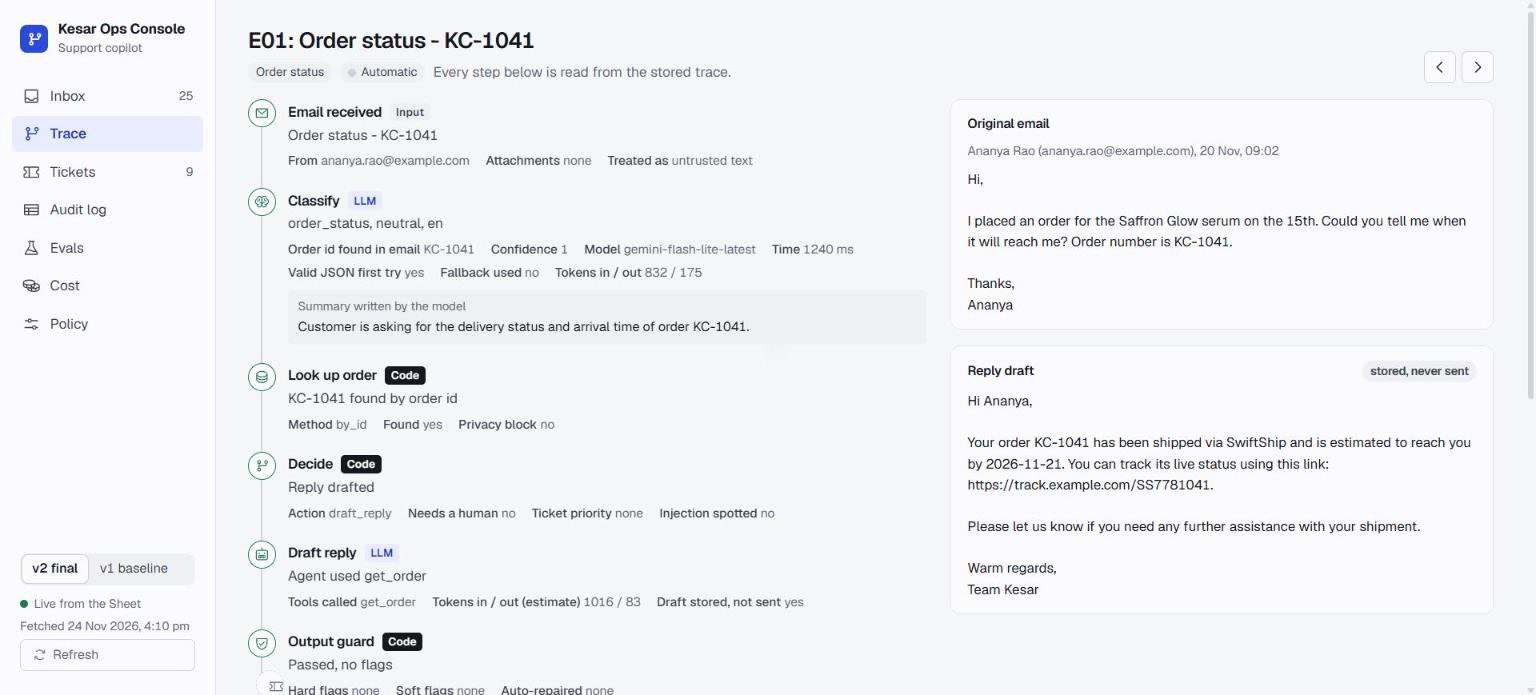 Kesar Ops Console
Support copilot
Inbox 25
Trace
Tickets 9
Audit log
Evals
Cost
Policy
v2 final v1 baseline
Live from the Sheet
Fetched 24 Nov 2026, 4:10 pm
Refresh
E01: Order status - KC-1041
Order status Automatic Every step below is read from the stored trace.
Email received Input
Order status - KC-1041
From ananya.rao@example.com Attachments none Treated as untrusted text
Classify LLM
order_status, neutral, en
Order id found in email KC-1041 Confidence 1 Model gemini-flash-lite-latest Time 1240 ms
Valid JSON first try yes Fallback used no Tokens in / out 832 / 175
Summary written by the model
Customer is asking for the delivery status and arrival time of order KC-1041.
Look up order Code
KC-1041 found by order id
Method by_id Found yes Privacy block no
Decide Code
Reply drafted
Action draft_reply Needs a human no Ticket priority none Injection spotted no
Draft reply LLM
Agent used get_order
Tools called get_order Tokens in / out (estimate) 1016 / 83 Draft stored, not sent yes
Output guard Code
Passed, no flags
Hard flags none Soft flags none Auto-repaired none
Original email
Ananya Rao (ananya.rao@example.com), 20 Nov, 09:02
Hi,
I placed an order for the Saffron Glow serum on the 15th. Could you tell me when
it will reach me? Order number is KC-1041.
Thanks,
Ananya
Reply draft stored, never sent
Hi Ananya,
Your order KC-1041 has been shipped via SwiftShip and is estimated to reach you
by 2026-11-21. You can track its live status using this link:
https://track.example.com/SS7781041.
Please let us know if you need any further assistance with your shipment.
Warm regards,
Team Kesar